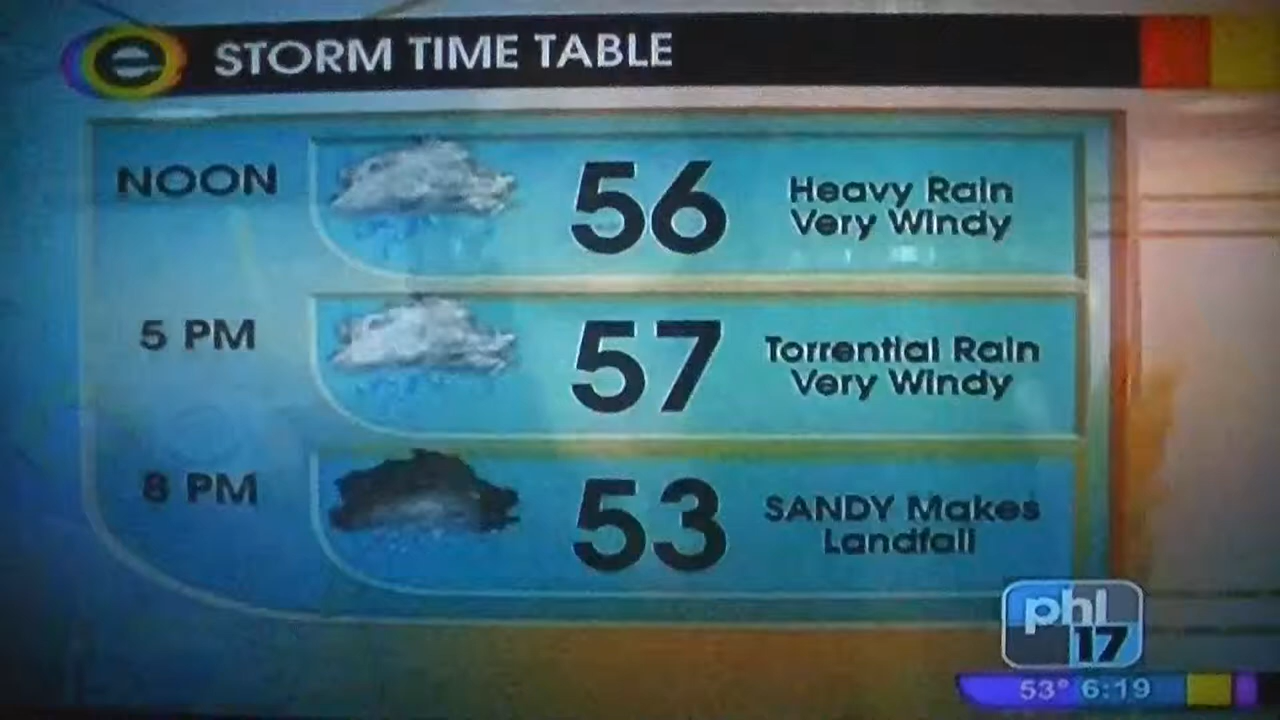 e STORM TIME TABLE
NOON
56
Heavy Rain
Very Windy
5 PM
57
Torrential Rain
Very Windy
8 PM
53
SANDY Makes
Landfall
phl
17
53° 6:19